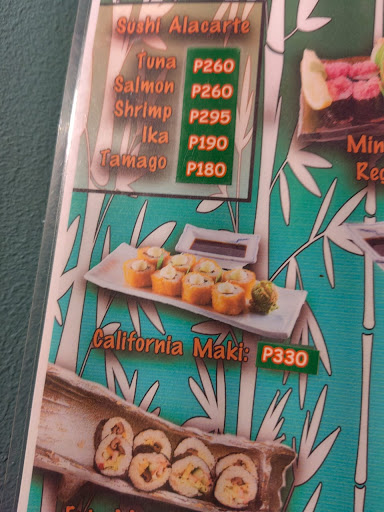 Sushi Alacarte
Tuna P260
Salmon P260
Shrimp P295
Ika P190
Tamago P180
California Maki: P330